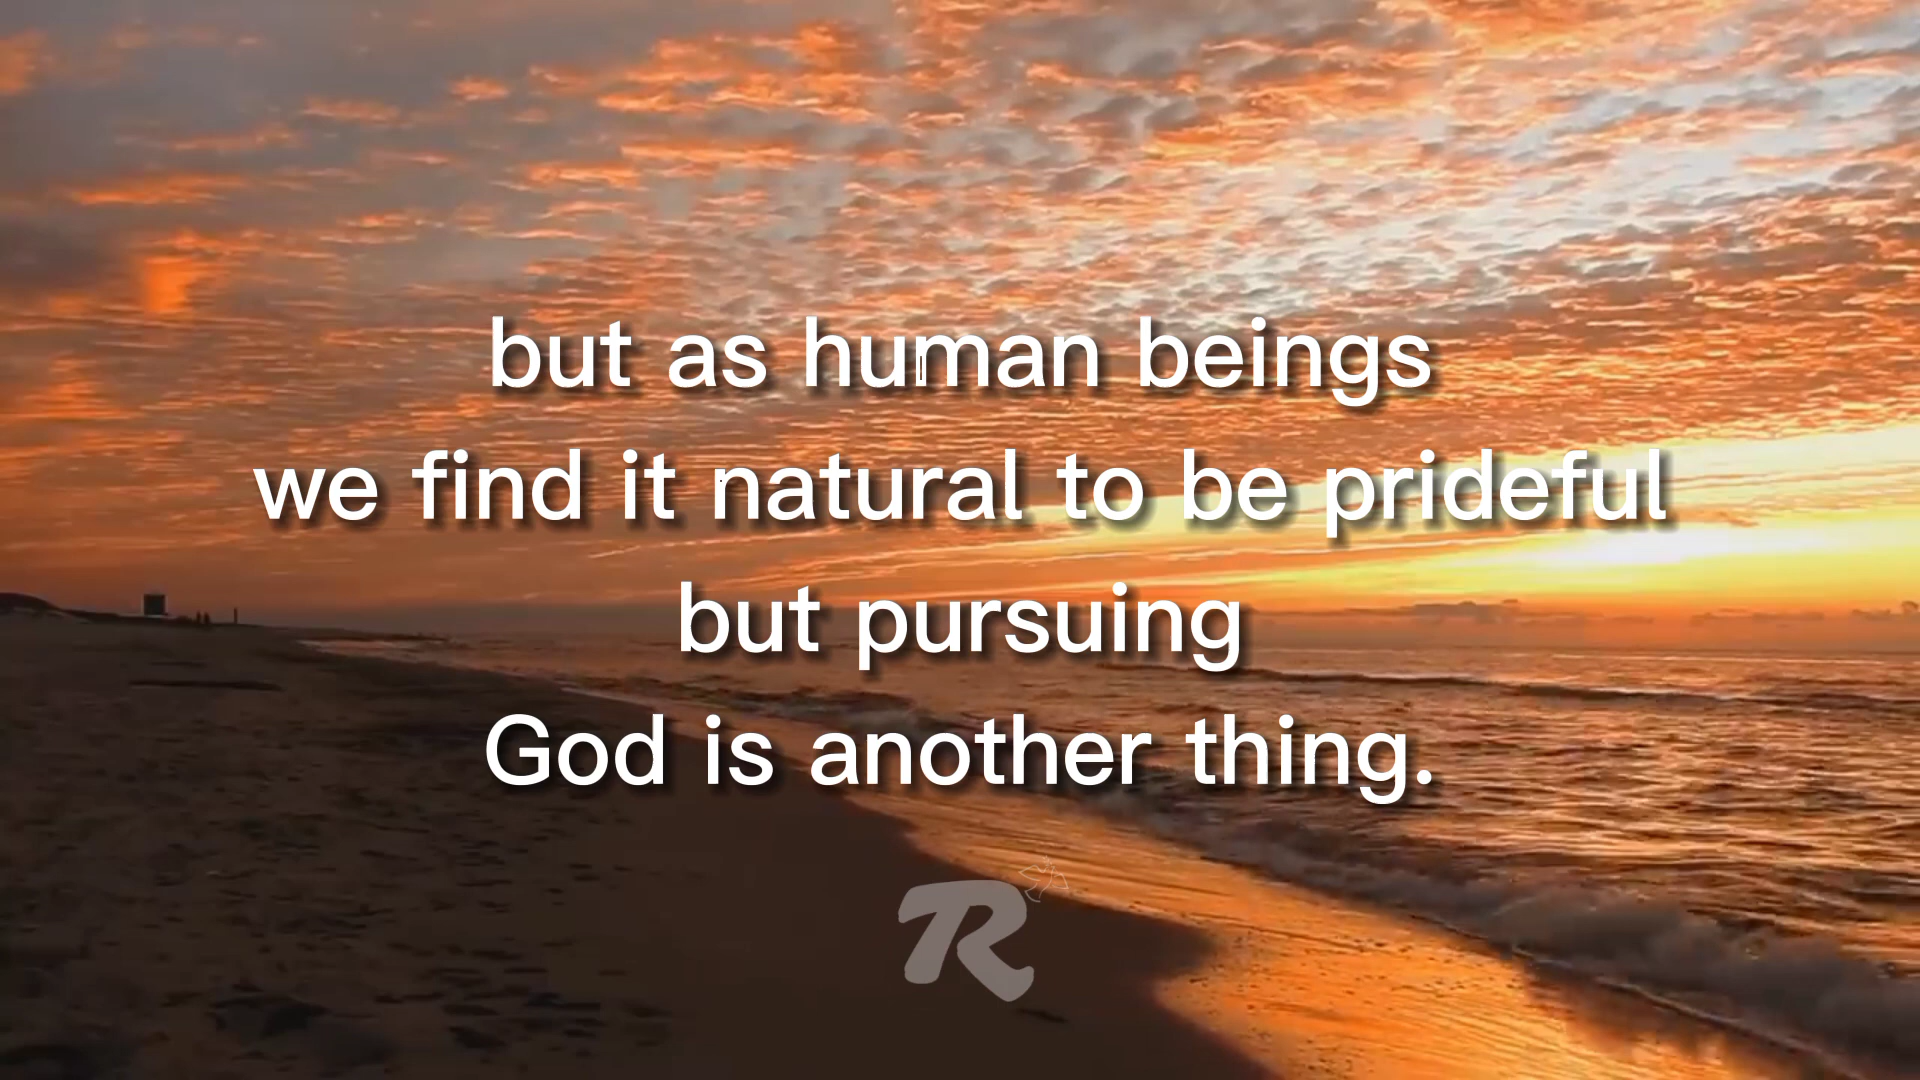 but as human beings
we find it natural to be prideful
but pursuing
God is another thing.
R